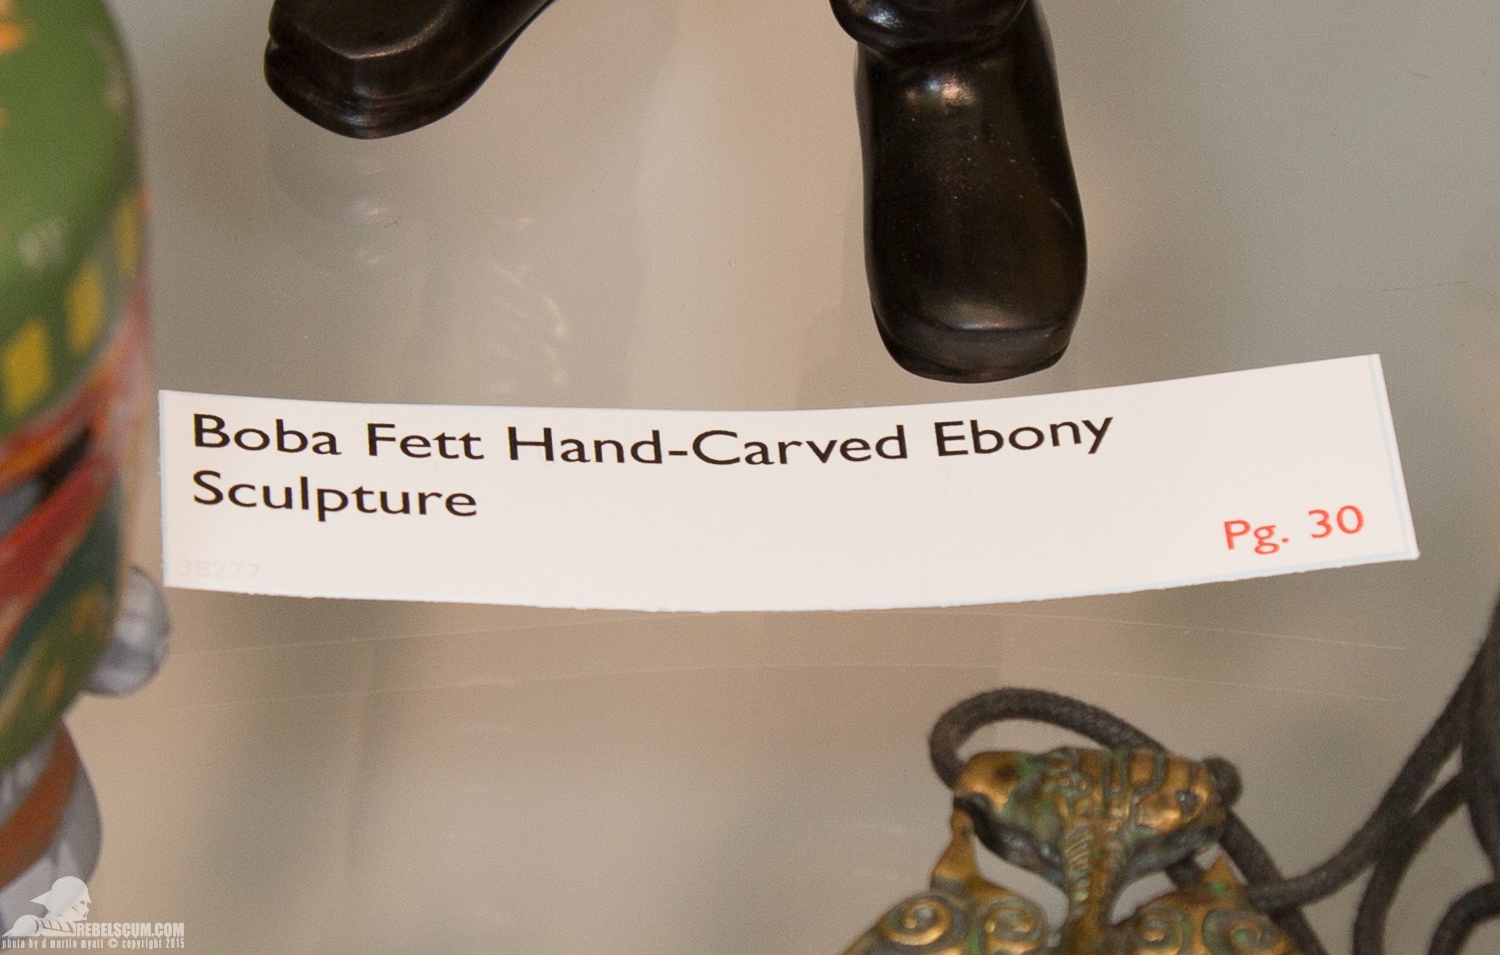 Boba Fett Hand-Carved Ebony
Sculpture
Pg. 30
38277
REBELSCUM.COM
photo by d martin myatt © copyright 2015